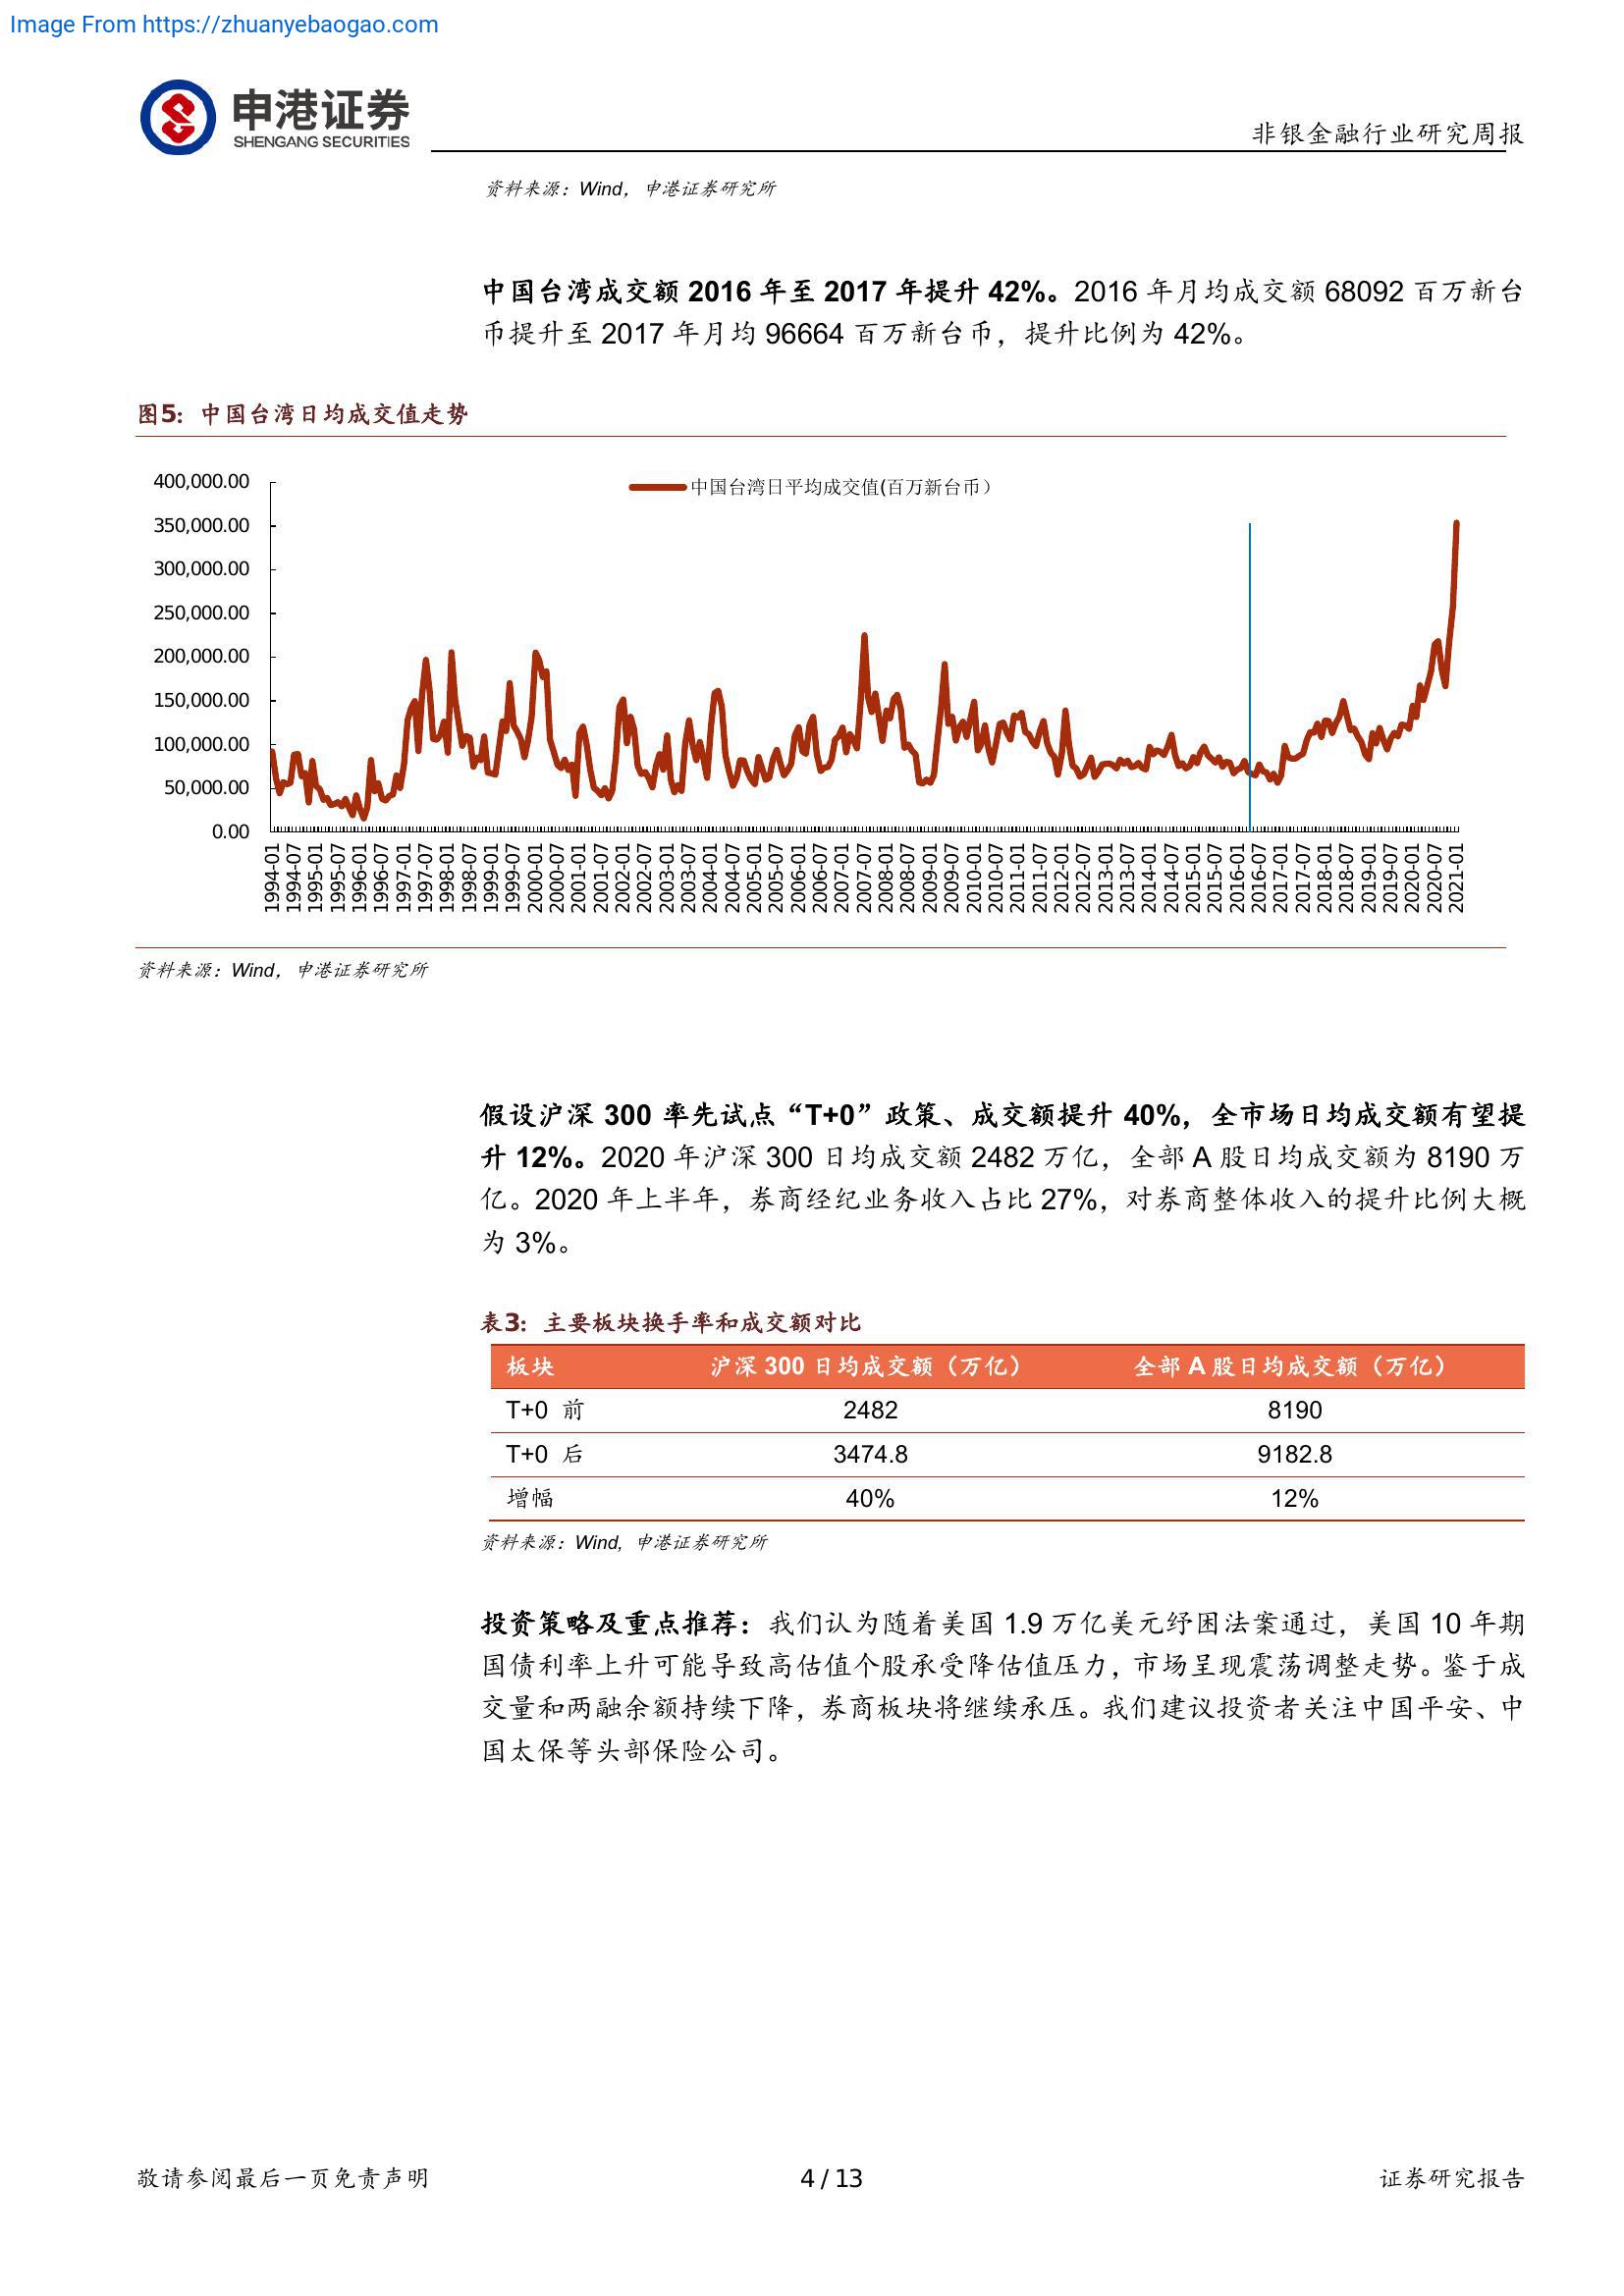 Image From https://zhuanyebaogao.com
申港证券
SHENGANG SECURITIES
非银金融行业研究周报
资料来源：Wind，申港证券研究所
中国台湾成交额 2016 年至 2017 年提升 42%。2016 年月均成交额 68092 百万新台
币提升至 2017 年月均 96664 百万新台币，提升比例为 42%。
图5：中国台湾日均成交值走势
中国台湾日平均成交值(百万新台币）
400,000.00
350,000.00
300,000.00
250,000.00
200,000.00
150,000.00
100,000.00
50,000.00
0.00
1994-01
1994-07
1995-01
1995-07
1996-01
1996-07
1997-01
1997-07
1998-01
1998-07
1999-01
1999-07
2000-01
2000-07
2001-01
2001-07
2002-01
2002-07
2003-01
2003-07
2004-01
2004-07
2005-01
2005-07
2006-01
2006-07
2007-01
2007-07
2008-01
2008-07
2009-01
2009-07
2010-01
2010-07
2011-01
2011-07
2012-01
2012-07
2013-01
2013-07
2014-01
2014-07
2015-01
2015-07
2016-01
2016-07
2017-01
2017-07
2018-01
2018-07
2019-01
2019-07
2020-01
2020-07
2021-01
资料来源：Wind，申港证券研究所
假设沪深 300 率先试点“T+0”政策、成交额提升 40%，全市场日均成交额有望提
升 12%。2020 年沪深 300 日均成交额 2482 万亿，全部 A 股日均成交额为 8190 万
亿。2020 年上半年，券商经纪业务收入占比 27%，对券商整体收入的提升比例大概
为 3%。
表3：主要板块换手率和成交额对比
板块 沪深 300 日均成交额（万亿） 全部 A 股日均成交额（万亿）
T+0 前 2482 8190
T+0 后 3474.8 9182.8
增幅 40% 12%
资料来源：Wind, 申港证券研究所
投资策略及重点推荐：我们认为随着美国 1.9 万亿美元纾困法案通过，美国 10 年期
国债利率上升可能导致高估值个股承受降估值压力，市场呈现震荡调整走势。鉴于成
交量和两融余额持续下降，券商板块将继续承压。我们建议投资者关注中国平安、中
国太保等头部保险公司。
敬请参阅最后一页免责声明
4 / 13
证券研究报告